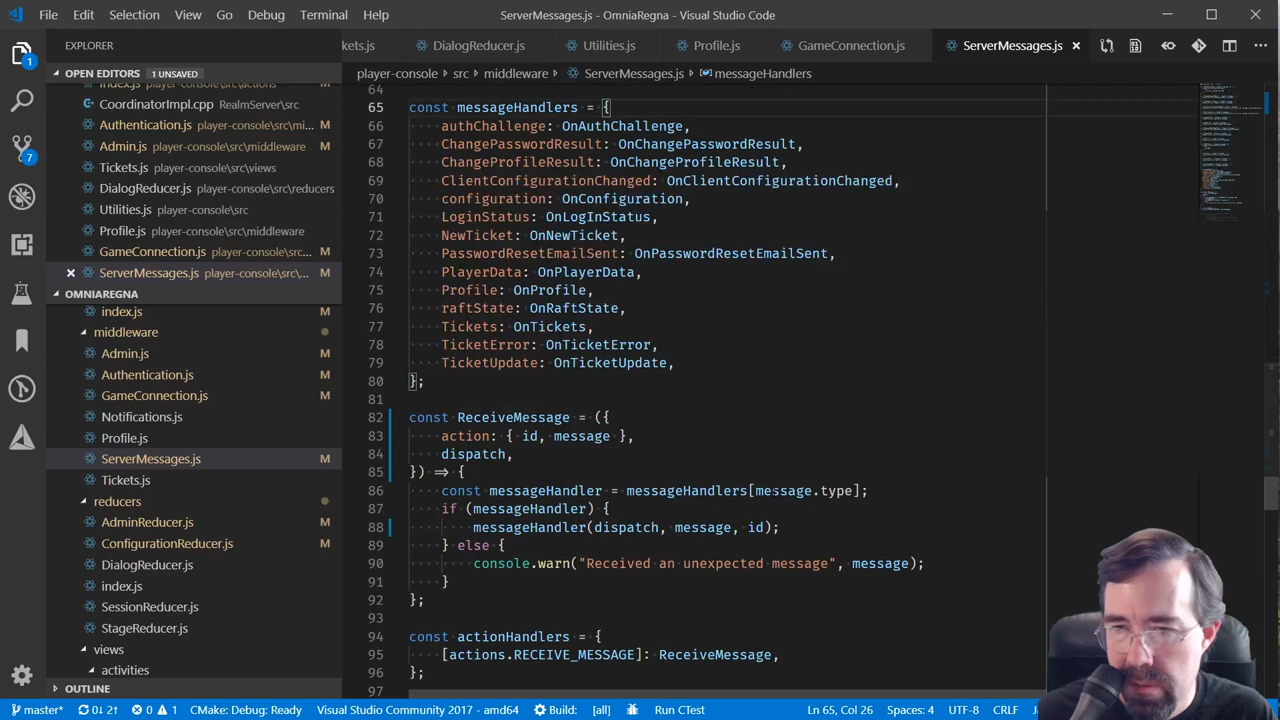 File Edit Selection View Go Debug Terminal Help
ServerMessages.js - OmniaRegna - Visual Studio Code
EXPLORER
kets.js DialogReducer.js Utilities.js Profile.js GameConnection.js ServerMessages.js
OPEN EDITORS 1 UNSAVED
player-console src middleware ServerMessages.js messageHandlers
CoordinatorImpl.cpp RealmServer\src
Authentication.js player-console\src\mi...
Admin.js player-console\src\middleware
Tickets.js player-console\src\views
DialogReducer.js player-console\src\reducers
Utilities.js player-console\src
Profile.js player-console\src\middleware
GameConnection.js player-console\src...
ServerMessages.js player-console\src\...
OMNIAREGNA
index.js
middleware
Admin.js M
Authentication.js M
GameConnection.js M
Notifications.js
Profile.js
ServerMessages.js M
Tickets.js
reducers
AdminReducer.js M
ConfigurationReducer.js M
DialogReducer.js
index.js
SessionReducer.js
StageReducer.js
views
activities
OUTLINE
64
65 const messageHandlers = {
66 authChallenge: OnAuthChallenge,
67 ChangePasswordResult: OnChangePasswordResult,
68 ChangeProfileResult: OnChangeProfileResult,
69 ClientConfigurationChanged: OnClientConfigurationChanged,
70 configuration: OnConfiguration,
71 LoginStatus: OnLogInStatus,
72 NewTicket: OnNewTicket,
73 PasswordResetEmailSent: OnPasswordResetEmailSent,
74 PlayerData: OnPlayerData,
75 Profile: OnProfile,
76 raftState: OnRaftState,
77 Tickets: OnTickets,
78 TicketError: OnTicketError,
79 TicketUpdate: OnTicketUpdate,
80 };
81
82 const ReceiveMessage = ({
83 action: { id, message },
84 dispatch,
85 }) => {
86 const messageHandler = messageHandlers[message.type];
87 if (messageHandler) {
88 messageHandler(dispatch, message, id);
89 } else {
90 console.warn("Received an unexpected message", message);
91 }
92 };
93
94 const actionHandlers = {
95 [actions.RECEIVE_MESSAGE]: ReceiveMessage,
96 };
97
1
7
master* 0↓ 2↑ 0 1 CMake: Debug: Ready Visual Studio Community 2017 - amd64 Build: [all] Run CTest Ln 65, Col 26 Spaces: 4 UTF-8 CRLF